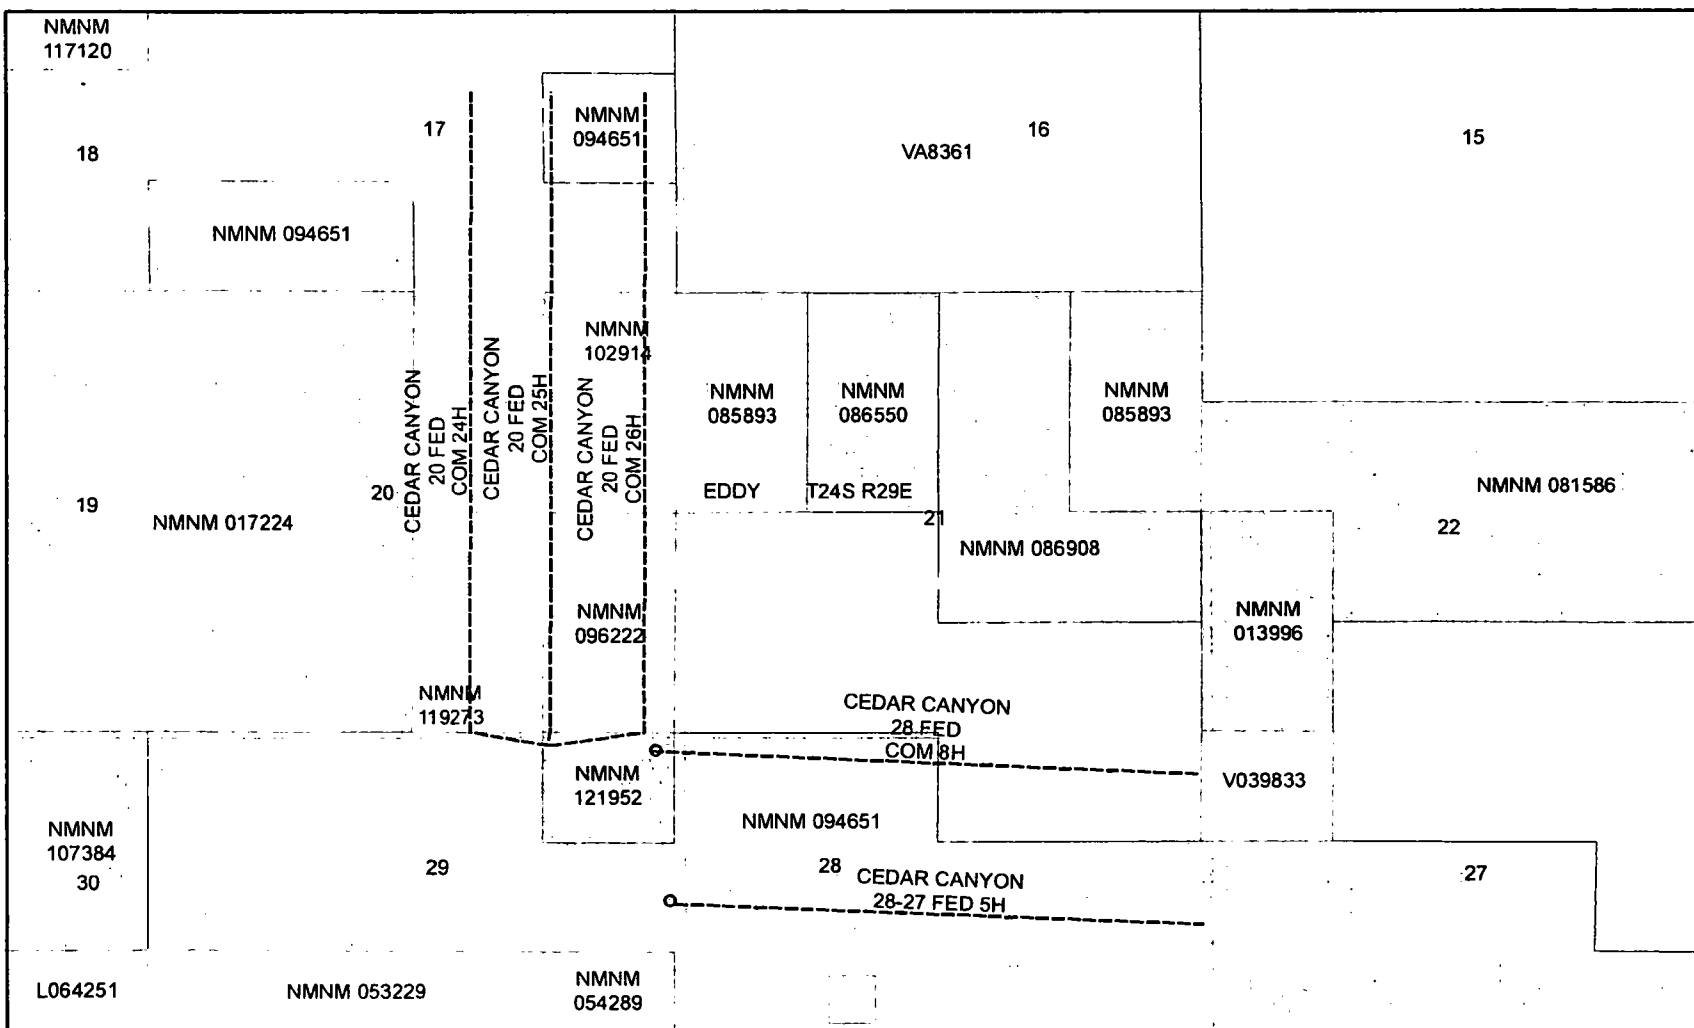 NMNM
117120
18
17
NMNM
094651
16
VA8361
15
NMNM 094651
NMNM
102914
CEDAR CANYON
20 FED
COM 24H
CEDAR CANYON
20 FED
COM 25H
CEDAR CANYON
20 FED
COM 26H
NMNM
085893
NMNM
086550
NMNM
085893
19
20
NMNM 017224
EDDY
T24S R29E
21
NMNM 086908
NMNM 081586
22
NMNM
096222
NMNM
013996
NMNM
119273
CEDAR CANYON
28 FED
COM 8H
NMNM
121952
V039833
NMNM 094651
NMNM
107384
30
29
28
CEDAR CANYON
28-27 FED 5H
27
L064251
NMNM 053229
NMNM
054289